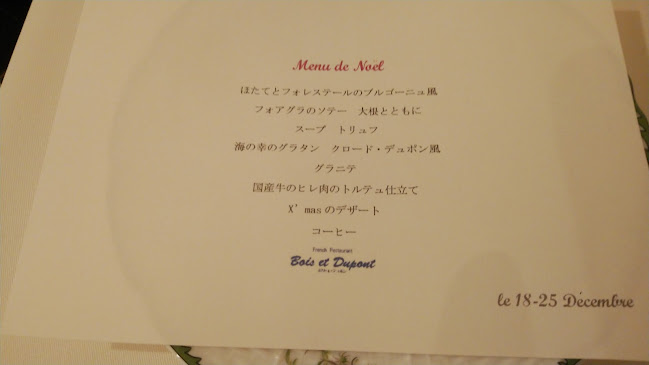 Menu de Noël
ほたてとフォレステールのブルゴーニュ風
フォアグラのソテー　大根とともに
スープ　トリュフ
海の幸のグラタン　クロード・デュボン風
グラニテ
国産牛のヒレ肉のトルテュ仕立て
X'masのデザート
コーヒー
French Restaurant
Bois et Dupont
le 18-25 Décembre